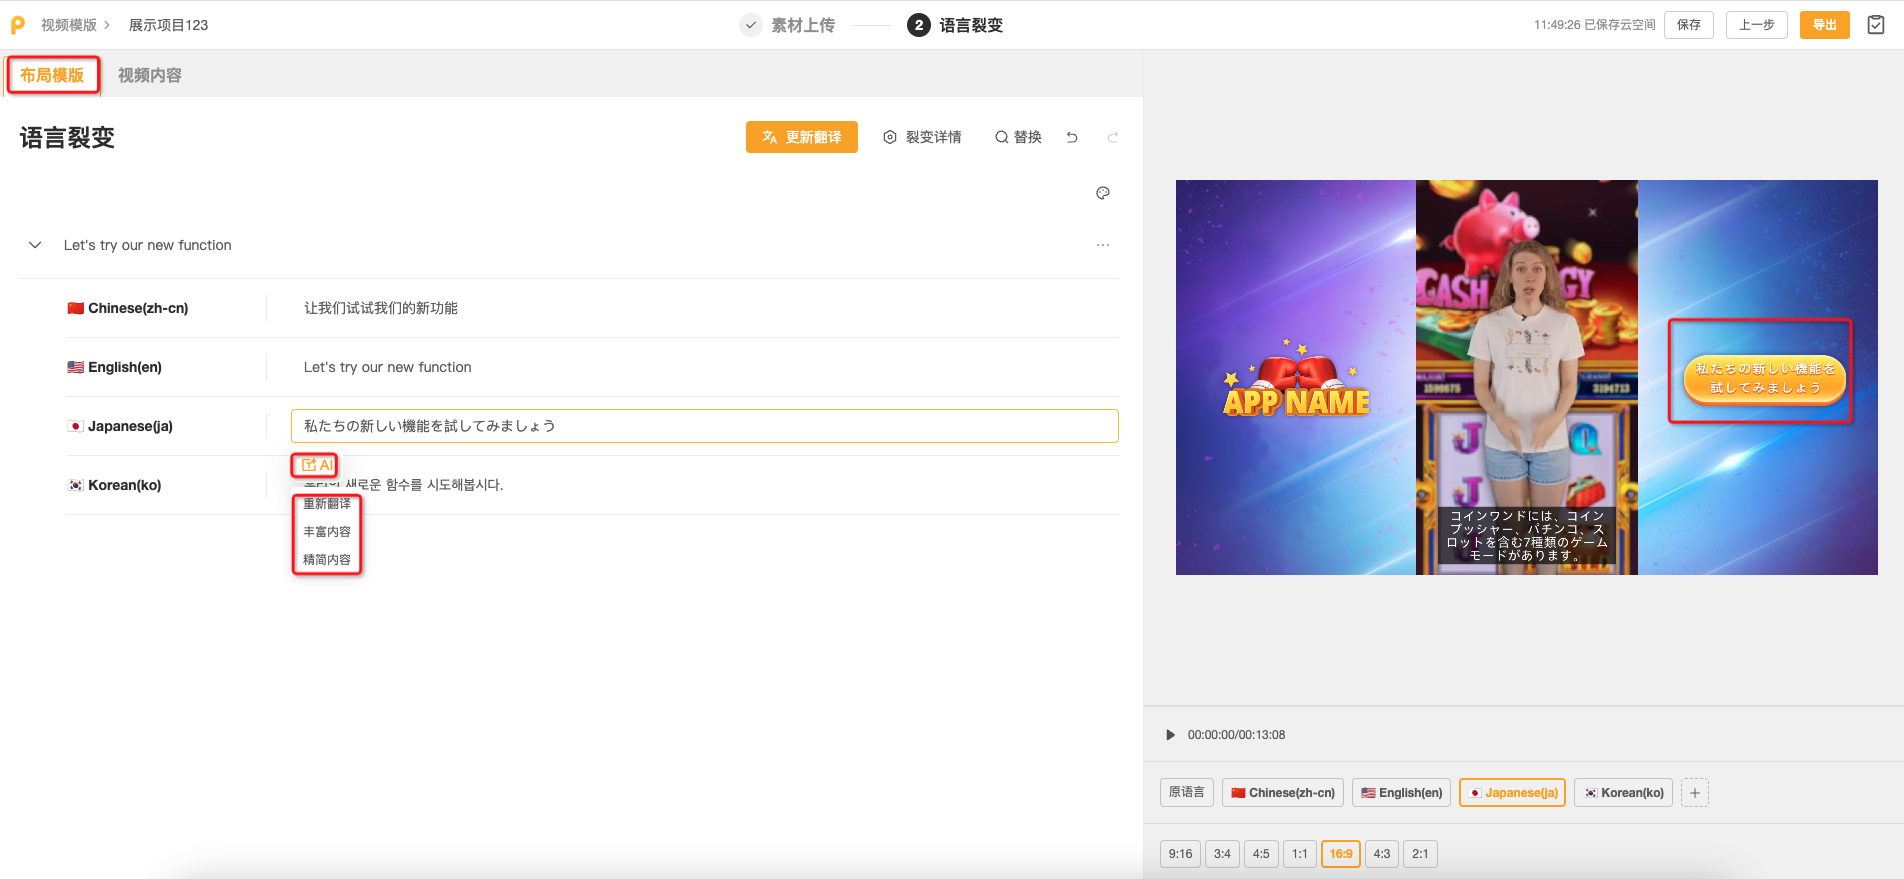 视频模版
展示项目123
素材上传
2 语言裂变
11:49:26 已保存云空间
保存
上一步
导出
布局模版
视频内容
语言裂变
更新翻译
裂变详情
替换
Let's try our new function
Chinese(zh-cn)
让我们试试我们的新功能
English(en)
Let's try our new function
Japanese(ja)
私たちの新しい機能を試してみましょう
AI
Korean(ko)
새로운 함수를 시도해봅시다.
重新翻译
丰富内容
精简内容
CASH
GY
1598675
3194713
APP NAME
私たちの新しい機能を
試してみましょう
J
Q
J
コインワンドには、コイン
プッシャー、パチンコ、ス
ロットを含む7種類のゲーム
モードがあります。
00:00:00/00:13:08
原语言
Chinese(zh-cn)
English(en)
Japanese(ja)
Korean(ko)
9:16
3:4
4:5
1:1
16:9
4:3
2:1